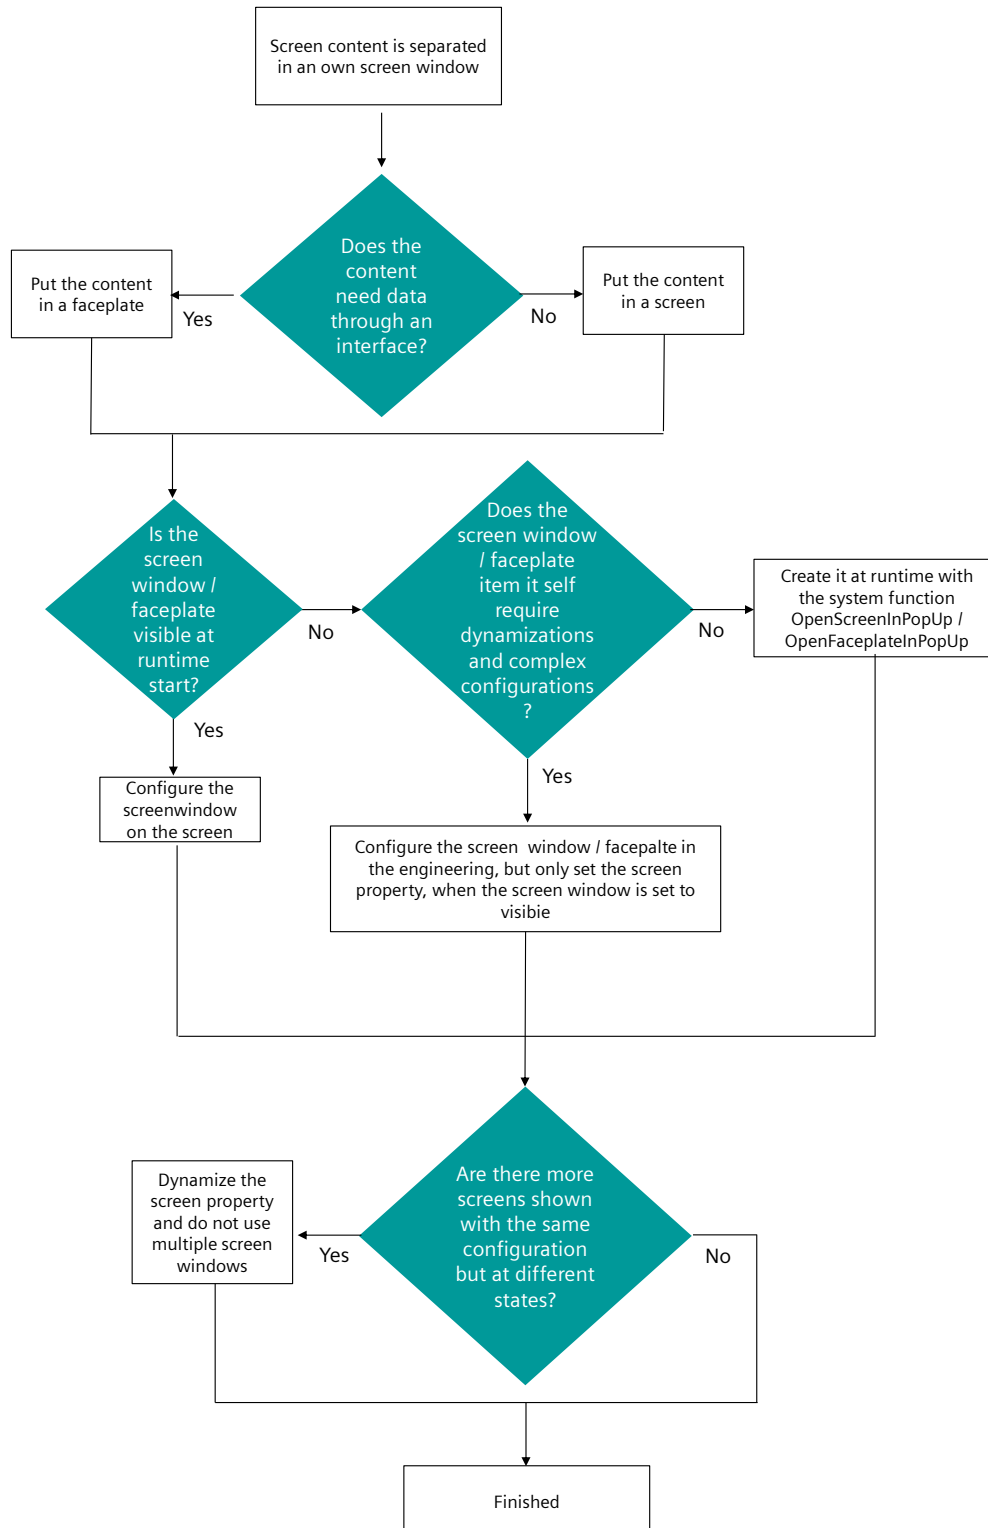 Screen content is separated
in an own screen window
Does the
content
need data
through an
interface?
Yes
Put the content
in a faceplate
No
Put the content
in a screen
Is the
screen
window /
faceplate
visible at
runtime
start?
No
Does the
screen window
/ faceplate
item it self
require
dynamizations
and complex
configurations
?
No
Create it at runtime with
the system function
OpenScreenInPopUp /
OpenFaceplateInPopUp
Yes
Configure the
screenwindow
on the screen
Yes
Configure the screen  window / facepalte in
the engineering, but only set the screen
property, when the screen window is set to
visibie
Are there more
screens shown
with the same
configuration
but at different
states?
Yes
Dynamize the
screen property
and do not use
multiple screen
windows
No
Finished